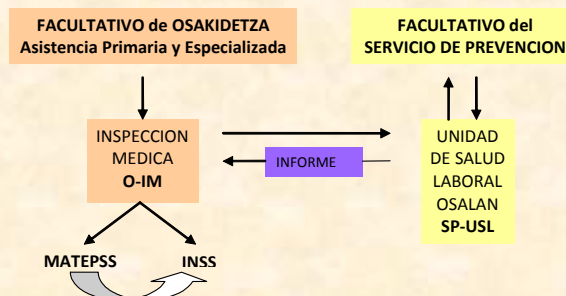 FACULTATIVO de OSAKIDETZA
Asistencia Primaria y Especializada
FACULTATIVO del
SERVICIO DE PREVENCION
INSPECCION
MEDICA
O-IM
INFORME
UNIDAD
DE SALUD
LABORAL
OSALAN
SP-USL
MATEPSS
INSS